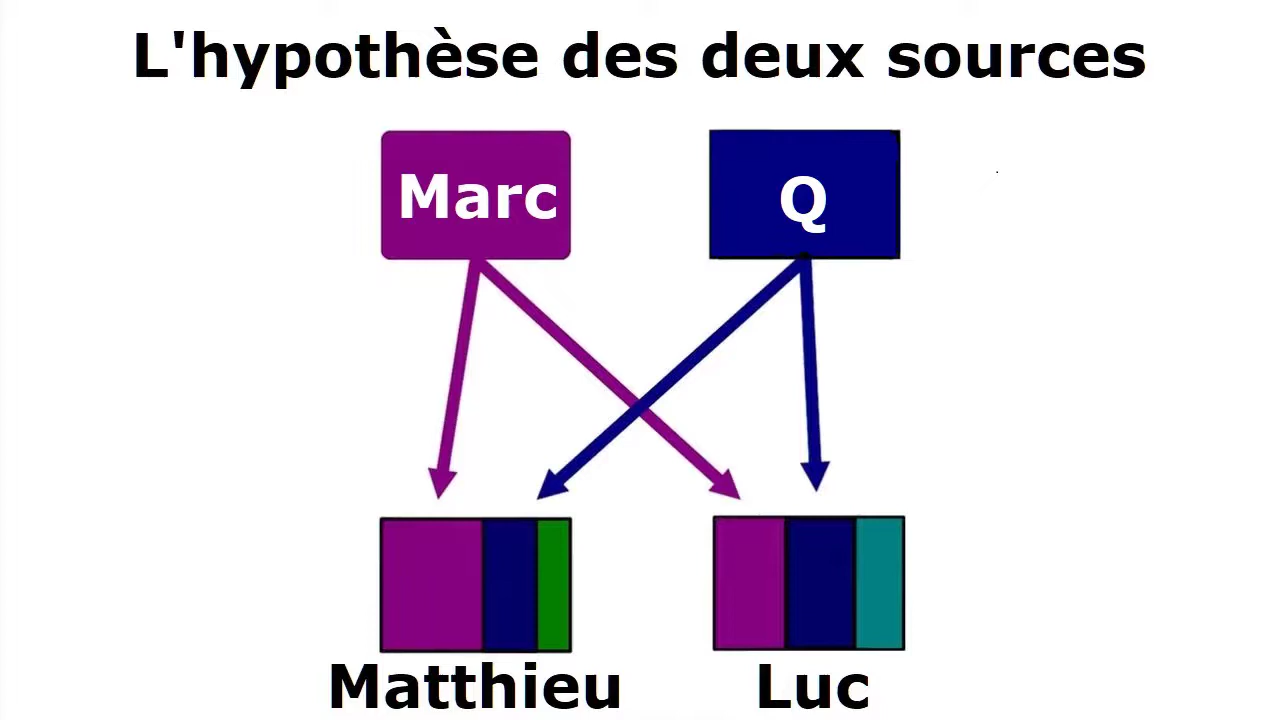 L'hypothèse des deux sources
Marc
Q
Matthieu
Luc